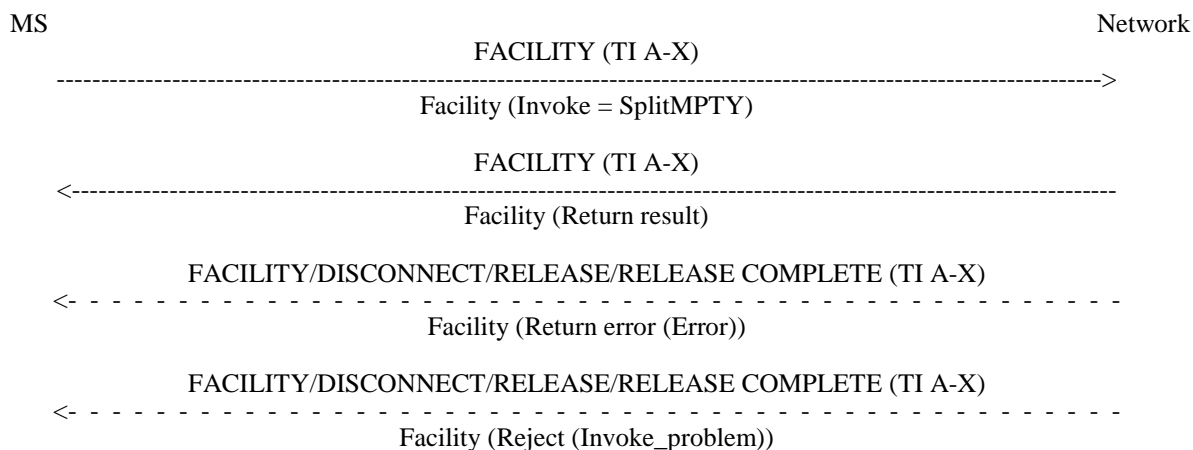 MS Network
FACILITY (TI A-X)
Facility (Invoke = SplitMPTY)
FACILITY (TI A-X)
Facility (Return result)
FACILITY/DISCONNECT/RELEASE/RELEASE COMPLETE (TI A-X)
Facility (Return error (Error))
FACILITY/DISCONNECT/RELEASE/RELEASE COMPLETE (TI A-X)
Facility (Reject (Invoke_problem))